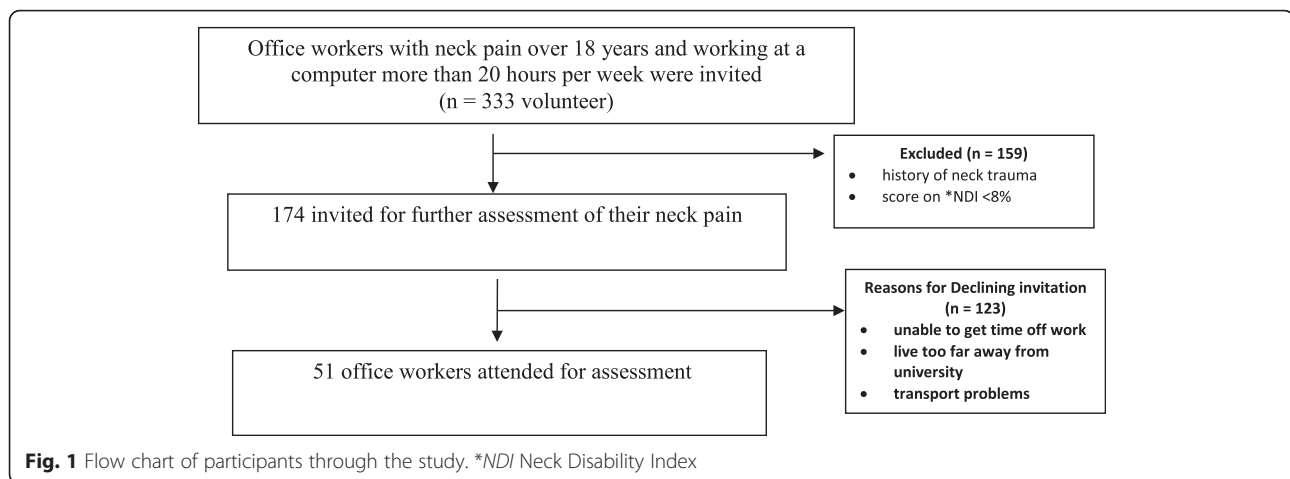 Office workers with neck pain over 18 years and working at a
computer more than 20 hours per week were invited
(n = 333 volunteer)
Excluded (n = 159)
• history of neck trauma
• score on *NDI <8%
174 invited for further assessment of their neck pain
Reasons for Declining invitation
(n = 123)
• unable to get time off work
• live too far away from
university
• transport problems
51 office workers attended for assessment
Fig. 1 Flow chart of participants through the study. *NDI Neck Disability Index